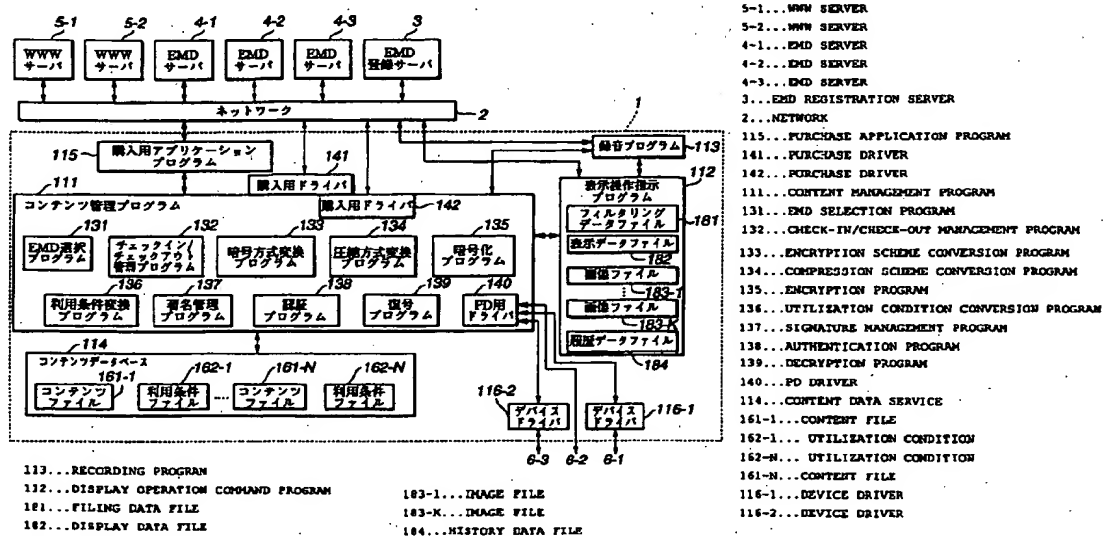 5-1
5-2
4-1
4-2
4-3
3
WWW
サーバ
WWW
サーバ
EMD
サーバ
EMD
サーバ
EMD
サーバ
EMD
登録サーバ
ネットワーク
2
1
115
購入用アプリケーション
プログラム
141
録音プログラム
113
111
購入用ドライバ
112
コンテンツ管理プログラム
購入用ドライバ
142
表示操作指示
プログラム
181
フィルタリング
データファイル
表示データファイル
182
画像ファイル
183-1
画像ファイル
183-K
履歴データファイル
184
131
132
133
134
135
EMD選択
プログラム
チェックイン/
チェックアウト
管理プログラム
暗号方式変換
プログラム
圧縮方式変換
プログラム
暗号化
プログラム
136
137
138
139
140
利用条件変換
プログラム
署名管理
プログラム
認証
プログラム
復号
プログラム
PD用
ドライバ
114
コンテンツデータベース
161-1
162-1
161-N
162-N
コンテンツ
ファイル
利用条件
ファイル
....
コンテンツ
ファイル
利用条件
ファイル
116-2
デバイス
ドライバ
デバイス
ドライバ
116-1
6-3
6-2
6-1
113...RECORDING PROGRAM
112...DISPLAY OPERATION COMMAND PROGRAM
181...FILING DATA FILE
182...DISPLAY DATA FILE
183-1...IMAGE FILE
183-K...IMAGE FILE
184...HISTORY DATA FILE
5-1...WWW SERVER
5-2...WWW SERVER
4-1...EMD SERVER
4-2...EMD SERVER
4-3...EMD SERVER
3...EMD REGISTRATION SERVER
2...NETWORK
115...PURCHASE APPLICATION PROGRAM
141...PURCHASE DRIVER
142...PURCHASE DRIVER
111...CONTENT MANAGEMENT PROGRAM
131...EMD SELECTION PROGRAM
132...CHECK-IN/CHECK-OUT MANAGEMENT PROGRAM
133...ENCRYPTION SCHEME CONVERSION PROGRAM
134...COMPRESSION SCHEME CONVERSION PROGRAM
135...ENCRYPTION PROGRAM
136...UTILIZATION CONDITION CONVERSION PROGRAM
137...SIGNATURE MANAGEMENT PROGRAM
138...AUTHENTICATION PROGRAM
139...DECRYPTION PROGRAM
140...PD DRIVER
114...CONTENT DATA SERVICE
161-1...CONTENT FILE
162-1... UTILIZATION CONDITION
162-N... UTILIZATION CONDITION
161-N...CONTENT FILE
116-1...DEVICE DRIVER
116-2...DEVICE DRIVER